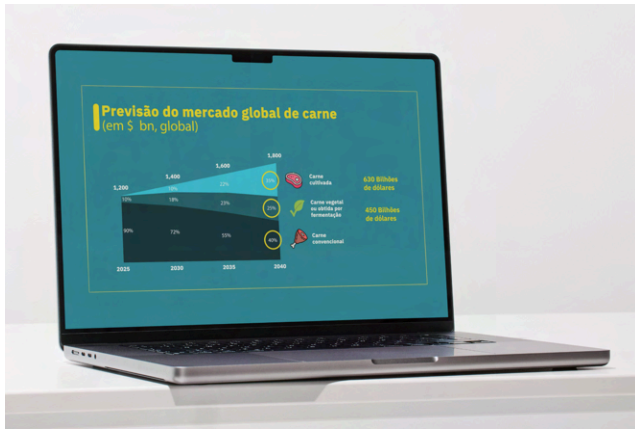 Previsão do mercado global de carne
(em $ bn, global)
1,200
1,400
1,600
1,800
10%
18%
23%
25%
10%
22%
90%
72%
55%
40%
Carne
cultivada
Carne vegetal
ou obtida por
fermentação
Carne
convencional
630 Bilhões
de dólares
450 Bilhões
de dólares
2025
2030
2035
2040